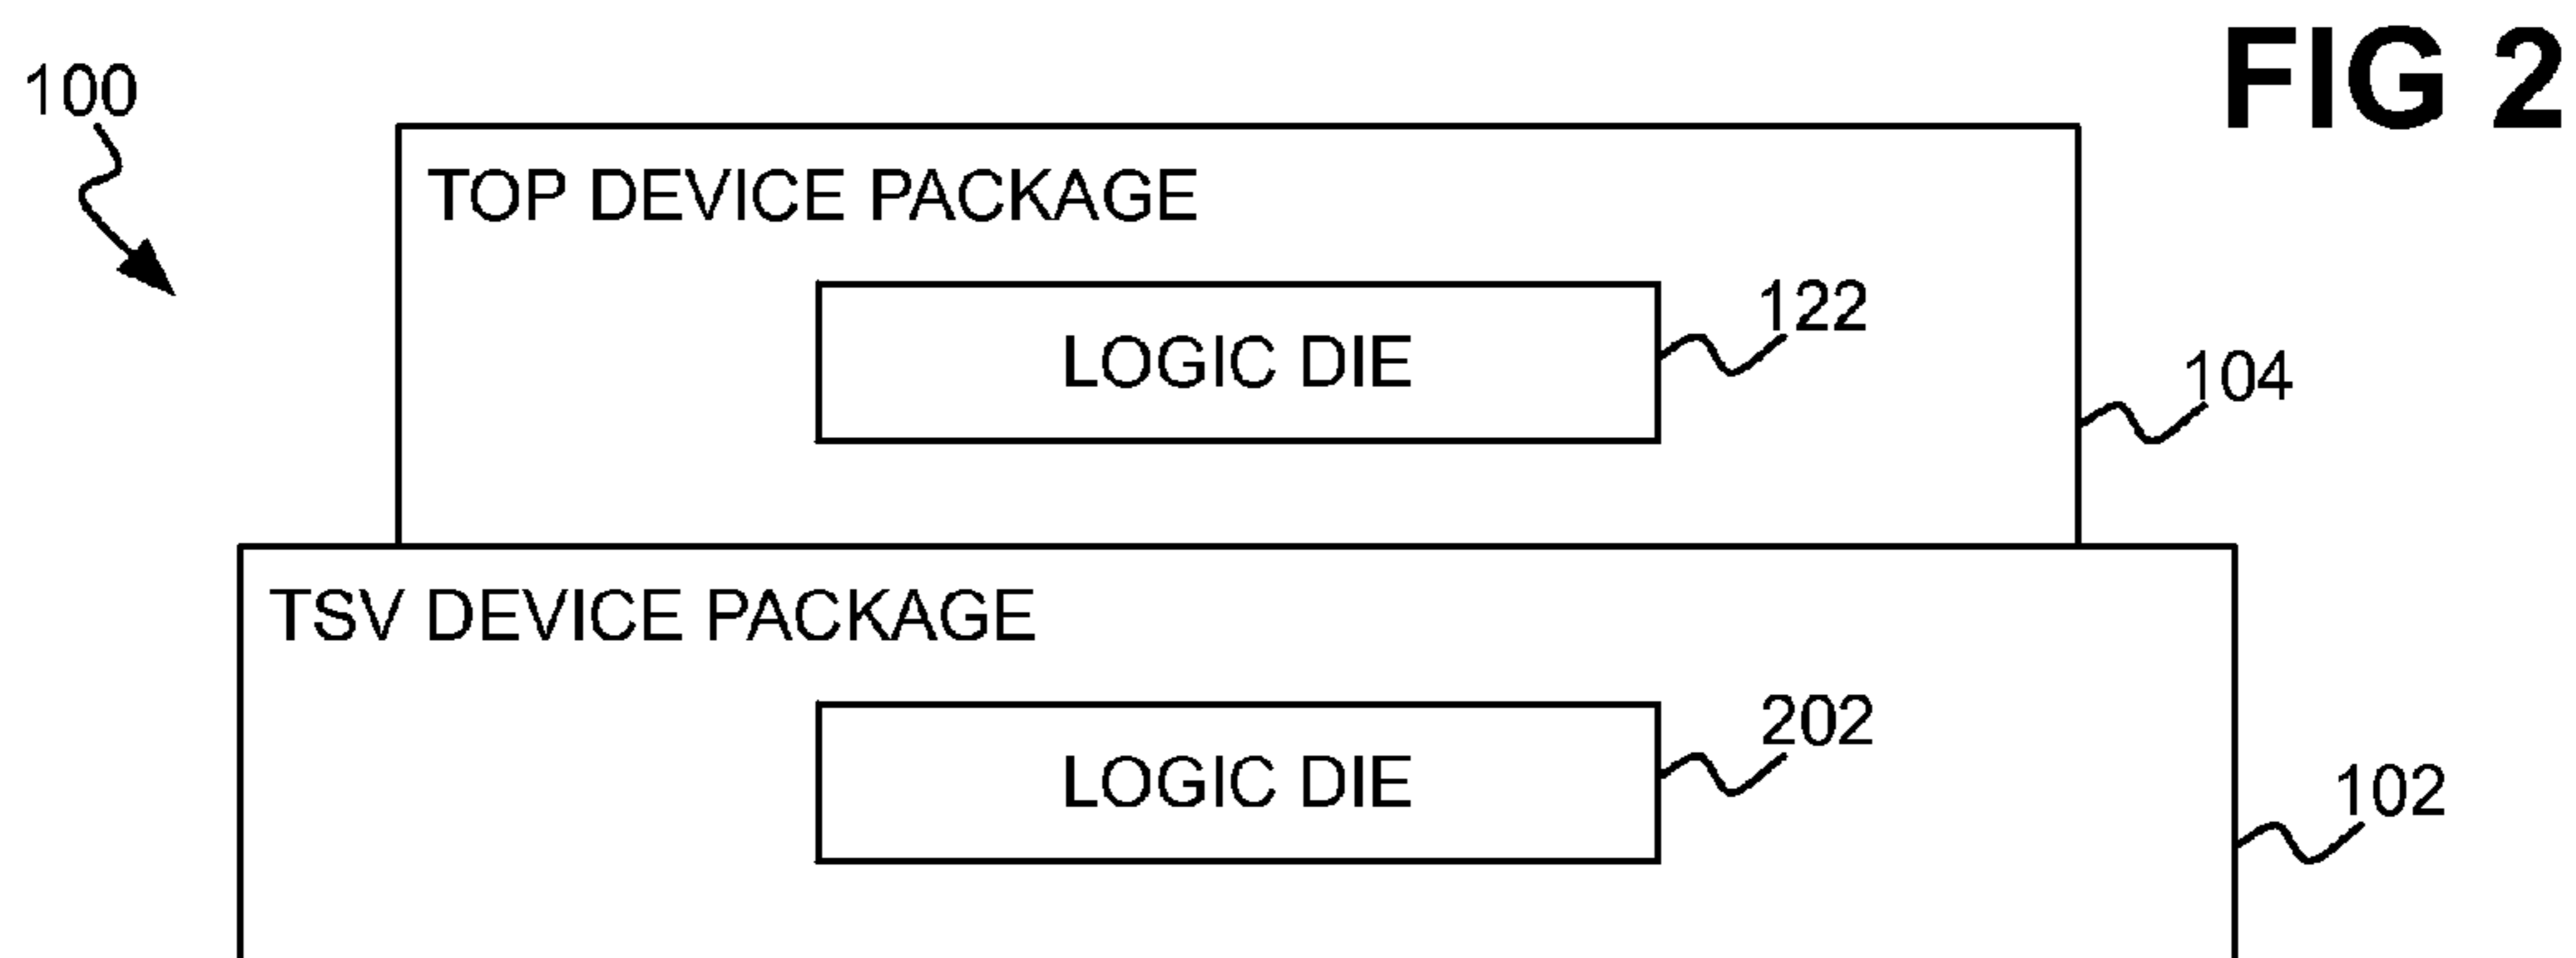 FIG 2
100
TOP DEVICE PACKAGE
LOGIC DIE
122
104
TSV DEVICE PACKAGE
LOGIC DIE
202
102